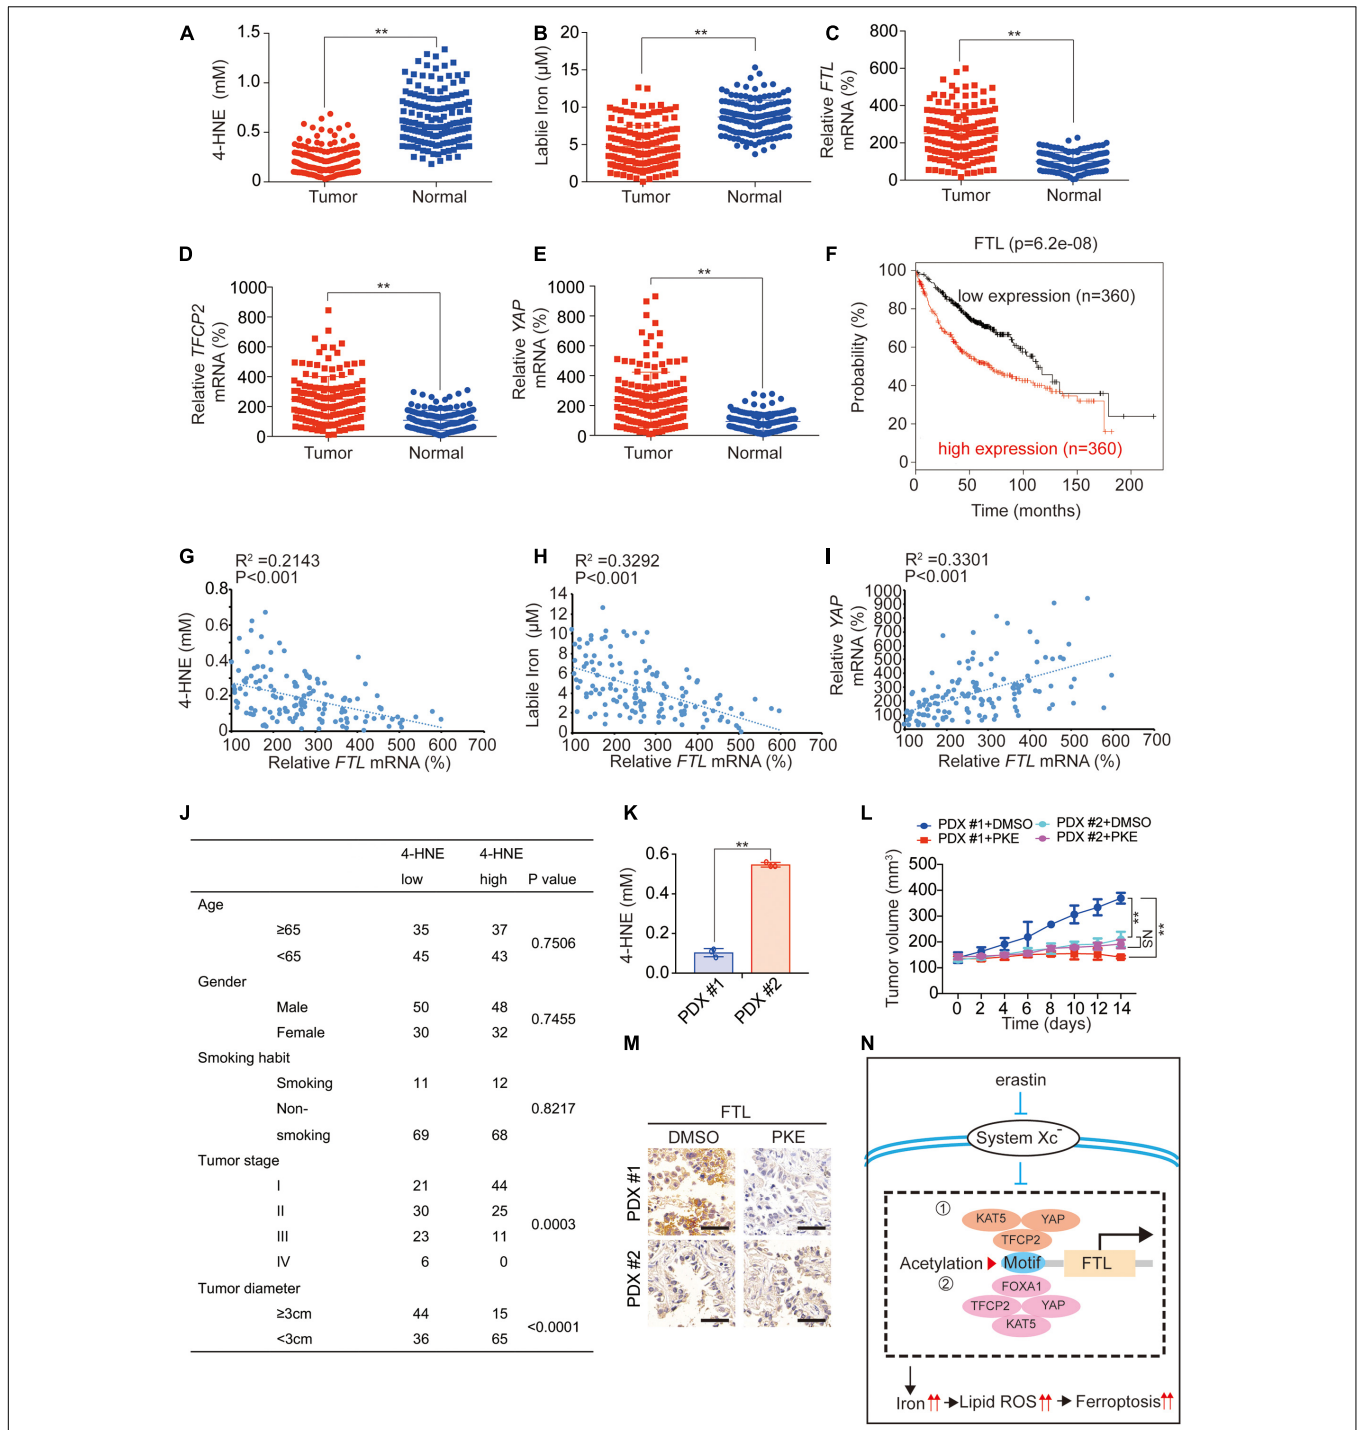 A
4-HNE (mM)
1.5
1.0
0.5
0
**
Tumor
Normal
B
Lablie Iron (μM)
20
15
10
5
0
**
Tumor
Normal
C
Relative FTL
mRNA (%)
800
600
400
200
0
**
Tumor
Normal
D
Relative TFCP2
mRNA (%)
1000
800
600
400
200
0
**
Tumor
Normal
E
Relative YAP
mRNA (%)
1000
800
600
400
200
0
**
Tumor
Normal
F
FTL (p=6.2e-08)
Probability (%)
100
80
60
40
20
0
low expression (n=360)
high expression (n=360)
0 50 100 150 200
Time (months)
G
R² =0.2143
P<0.001
4-HNE (mM)
0.8
0.6
0.4
0.2
0
100 200 300 400 500 600 700
Relative FTL mRNA (%)
H
R² =0.3292
P<0.001
Labile Iron (μM)
14
12
10
8
6
4
2
0
100 200 300 400 500 600 700
Relative FTL mRNA (%)
I
R² =0.3301
P<0.001
Relative YAP
mRNA (%)
1000
900
800
700
600
500
400
300
200
100
0
100 200 300 400 500 600 700
Relative FTL mRNA (%)
J
4-HNE 4-HNE
low high P value
Age
≥65 35 37
0.7506
<65 45 43
Gender
Male 50 48
0.7455
Female 30 32
Smoking habit
Smoking 11 12
Non-
0.8217
smoking 69 68
Tumor stage
I 21 44
II 30 25
0.0003
III 23 11
IV 6 0
Tumor diameter
≥3cm 44 15
<0.0001
<3cm 36 65
K
4-HNE (mM)
0.6
0.4
0.2
0.0
**
PDX #1
PDX #2
L
PDX #1+DMSO PDX #2+DMSO
PDX #1+PKE PDX #2+PKE
Tumor volume (mm³)
500
400
300
200
100
0
**
NS
**
0 2 4 6 8 10 12 14
Time (days)
M
FTL
DMSO PKE
PDX #1
PDX #2
N
erastin
System Xc⁻
①
KAT5 YAP
TFCP2
Acetylation Motif FTL
②
FOXA1
TFCP2 YAP
KAT5
Iron Lipid ROS Ferroptosis